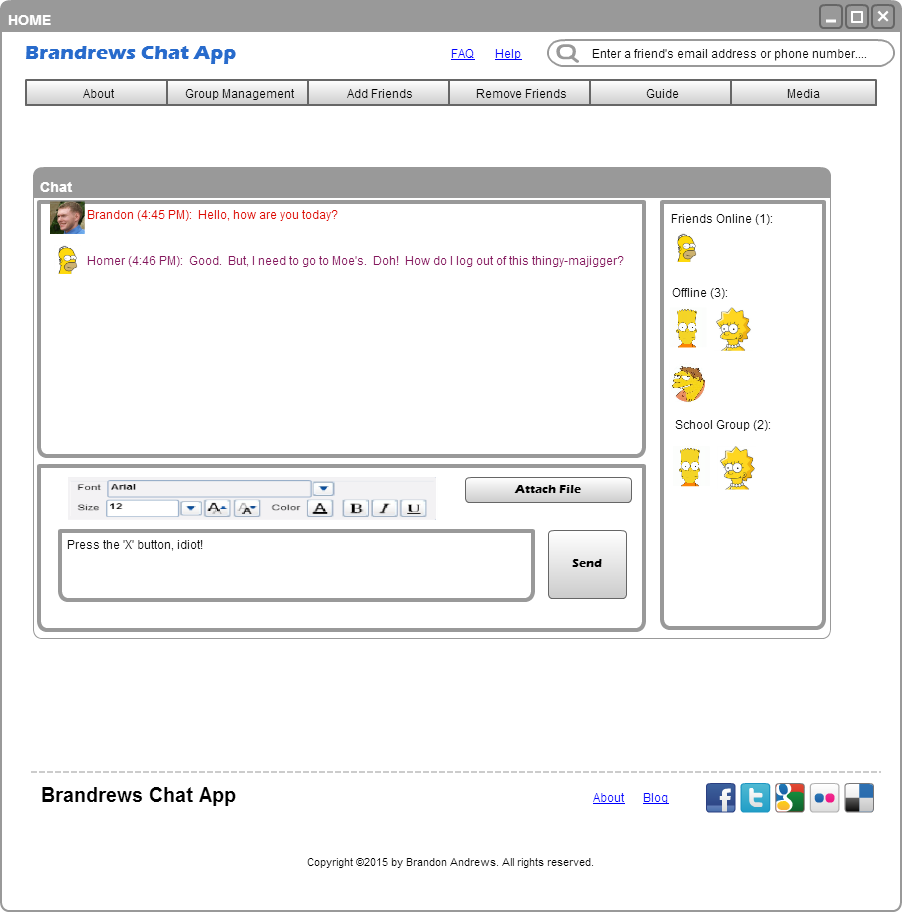 HOME
Brandrews Chat App
FAQ Help Enter a friend's email address or phone number....
About Group Management Add Friends Remove Friends Guide Media
Chat
Brandon (4:45 PM):  Hello, how are you today?
Homer (4:46 PM):  Good.  But, I need to go to Moe's.  Doh!  How do I log out of this thingy-majigger?
Friends Online (1):
Offline (3):
School Group (2):
Font Arial
Size 12 A A Color A B I U
Attach File
Press the 'X' button, idiot!
Send
Brandrews Chat App
About Blog f t g
Copyright ©2015 by Brandon Andrews. All rights reserved.